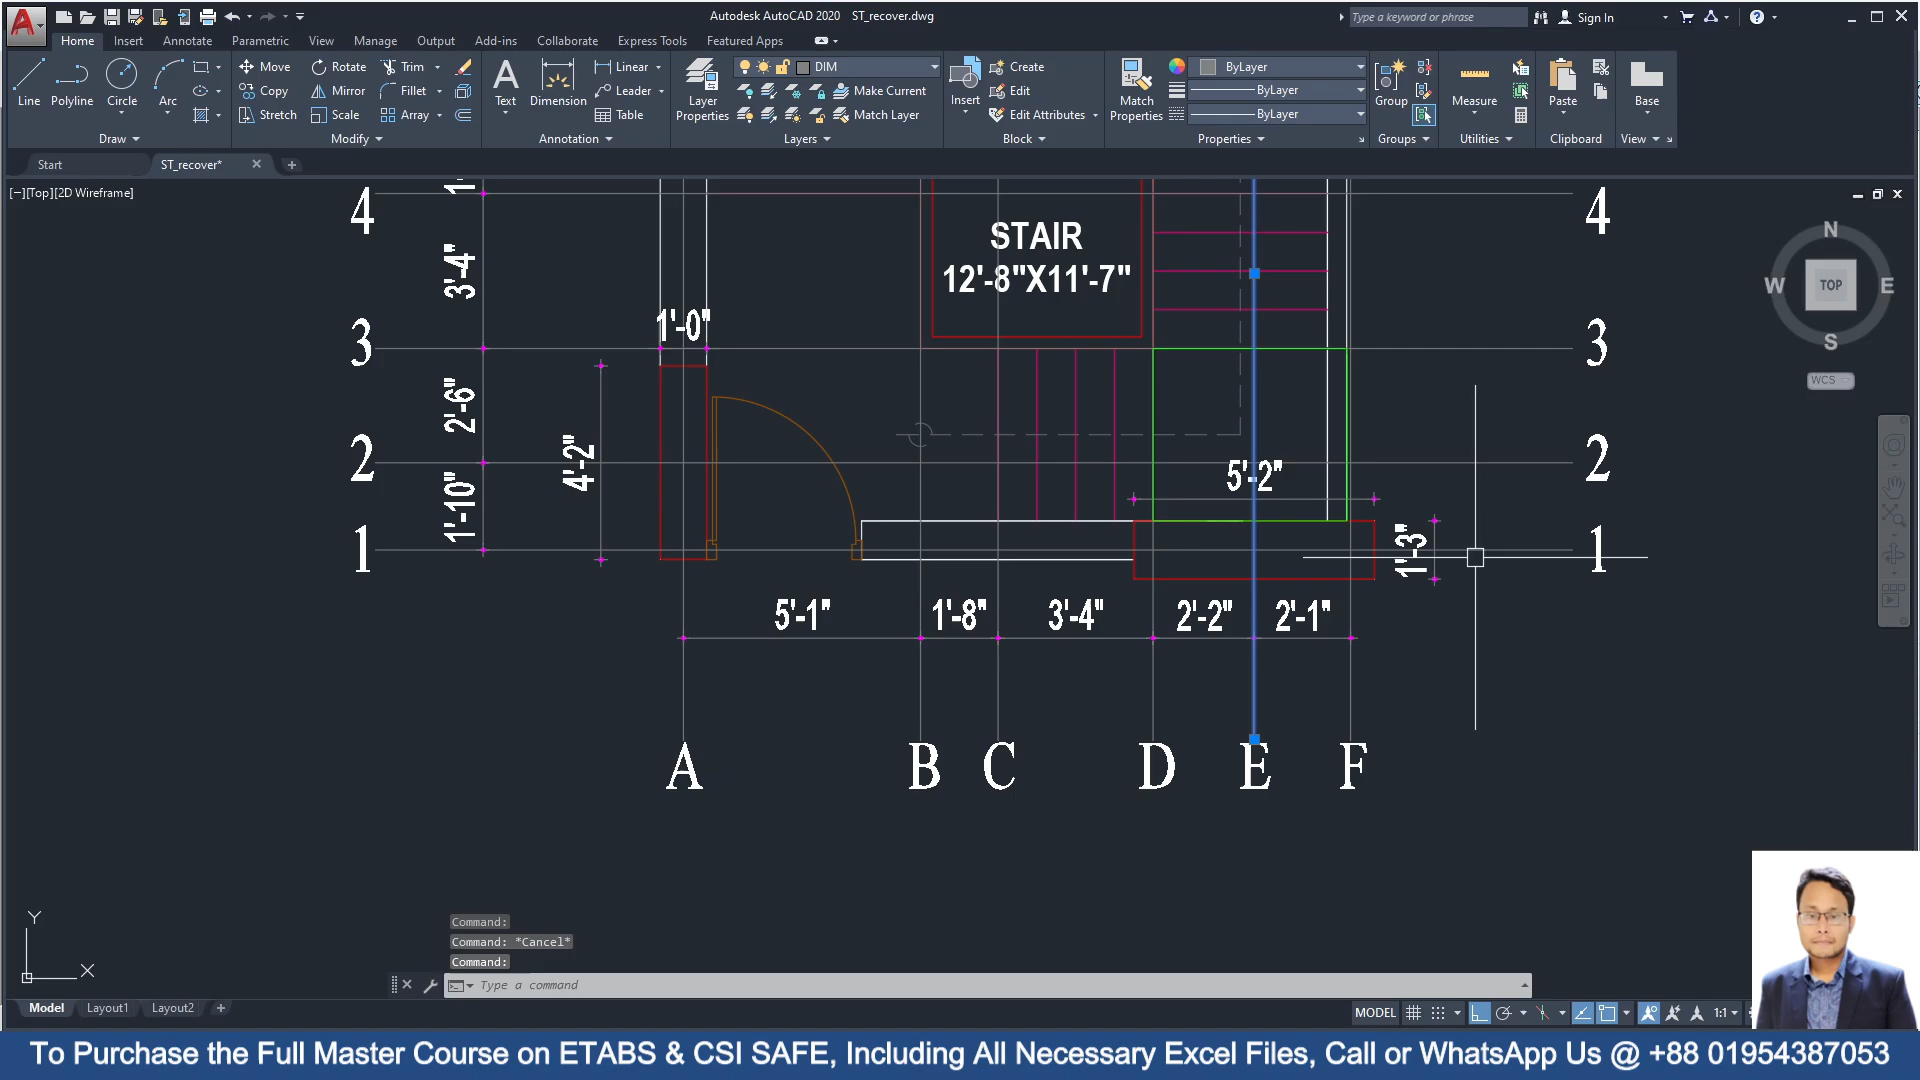 Autodesk AutoCAD 2020 ST_recover.dwg
Type a keyword or phrase
Sign In
Home Insert Annotate Parametric View Manage Output Add-ins Collaborate Express Tools Featured Apps
Line Polyline Circle Arc
Draw
Move Rotate Trim
Copy Mirror Fillet
Stretch Scale Array
Modify
Text Dimension
Linear
Leader
Table
Annotation
Layer Properties
DIM
Make Current
Match Layer
Layers
Insert
Create
Edit
Edit Attributes
Block
Match Properties
ByLayer
ByLayer
ByLayer
Properties
Group
Groups
Measure
Utilities
Paste
Clipboard
Base
View
Start ST_recover*
[−][Top][2D Wireframe]
N
W TOP E
S
WCS
4 4
STAIR
12'-8"X11'-7"
3'-4"
1'-0"
3 3
2'-6"
4'-2"
2 2
5'-2"
1'-10"
1'-3"
1 1
5'-1" 1'-8" 3'-4" 2'-2" 2'-1"
A B C D E F
Y
X
Command:
Command: *Cancel*
Command:
Type a command
Model Layout1 Layout2
MODEL 1:1
To Purchase the Full Master Course on ETABS & CSI SAFE, Including All Necessary Excel Files, Call or WhatsApp Us @ +88 01954387053